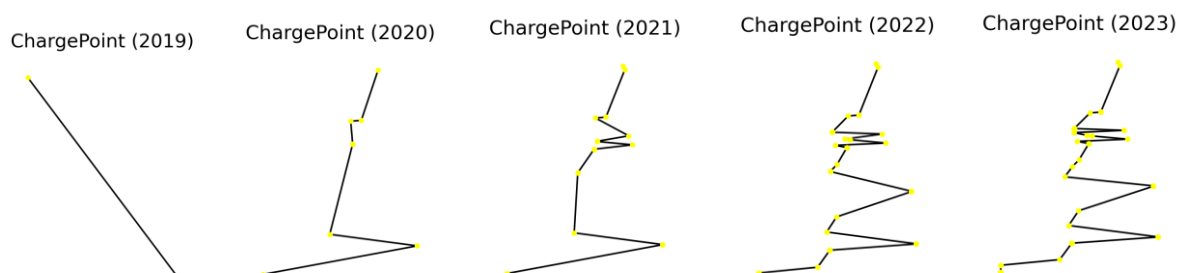 ChargePoint (2019)
ChargePoint (2020)
ChargePoint (2021)
ChargePoint (2022)
ChargePoint (2023)